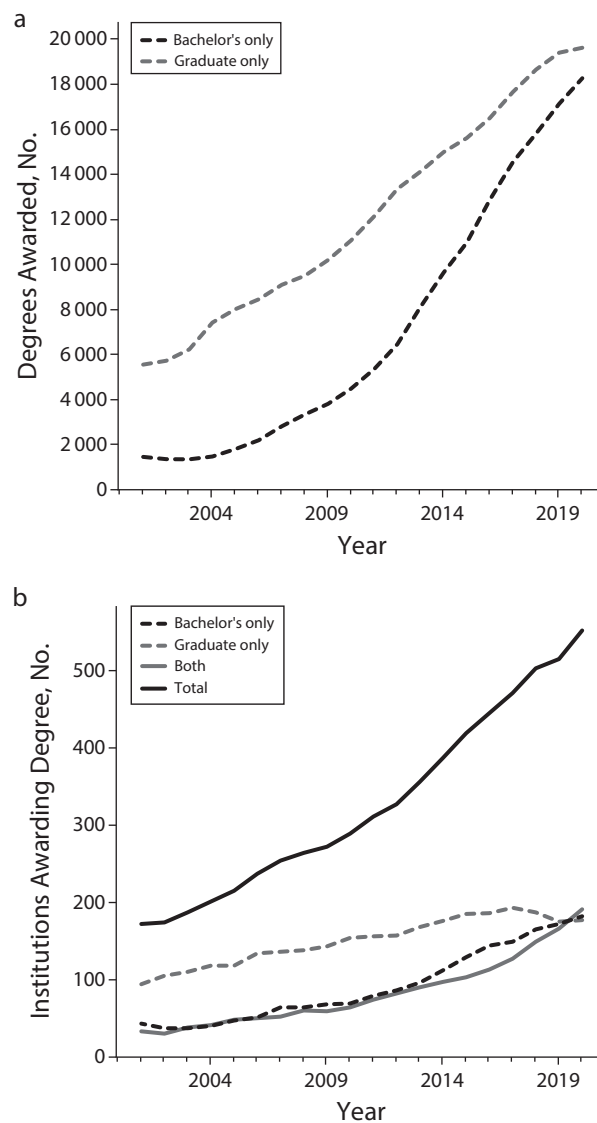 a
Bachelor's only
Graduate only
20 000
18 000
16 000
14 000
12 000
10 000
8 000
6 000
4 000
2 000
0
Degrees Awarded, No.
2004
2009
2014
2019
Year
b
Bachelor's only
Graduate only
Both
Total
500
400
300
200
100
0
Institutions Awarding Degree, No.
2004
2009
2014
2019
Year